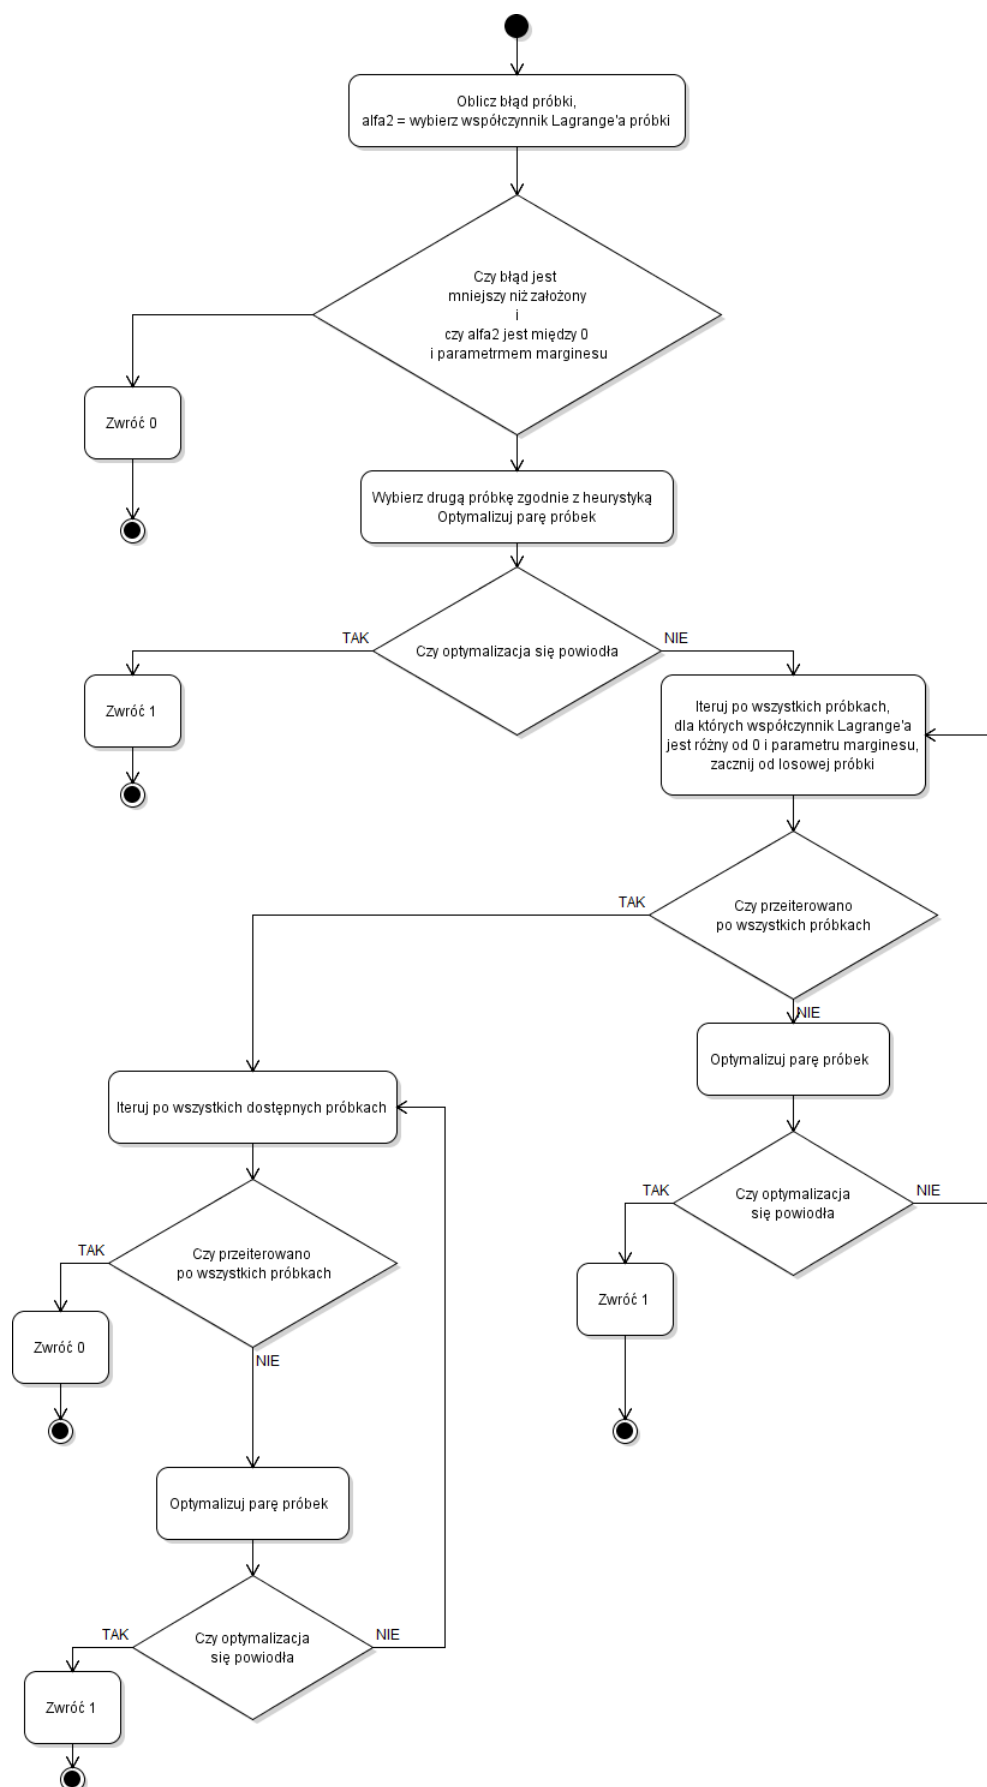 Oblicz błąd próbki,
alfa2 = wybierz współczynnik Lagrange'a próbki
Czy błąd jest
mniejszy niż założony
i
czy alfa2 jest między 0
i parametrmem marginesu
Zwróć 0
Wybierz drugą próbkę zgodnie z heurystyką
Optymalizuj parę próbek
TAK
NIE
Czy optymalizacja się powiodła
Zwróć 1
Iteruj po wszystkich próbkach,
dla których współczynnik Lagrange'a
jest różny od 0 i parametru marginesu,
zacznij od losowej próbki
TAK
Czy przeiterowano
po wszystkich próbkach
NIE
Optymalizuj parę próbek
Iteruj po wszystkich dostępnych próbkach
TAK
Czy optymalizacja
się powiodła
NIE
TAK
Czy przeiterowano
po wszystkich próbkach
Zwróć 1
Zwróć 0
NIE
Optymalizuj parę próbek
TAK
Czy optymalizacja
się powiodła
NIE
Zwróć 1